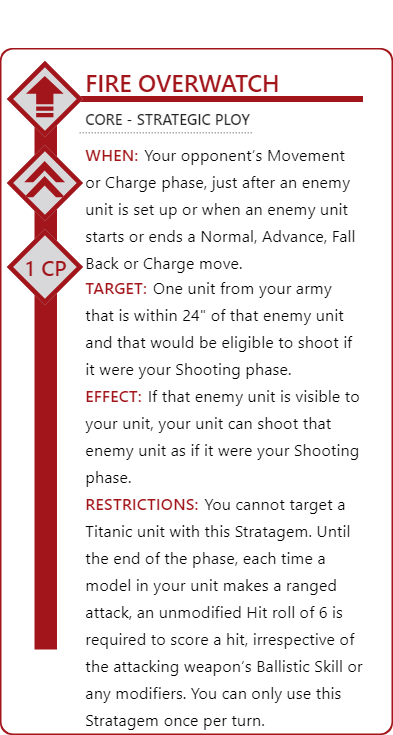 FIRE OVERWATCH
CORE - STRATEGIC PLOY
WHEN: Your opponent's Movement
or Charge phase, just after an enemy
unit is set up or when an enemy unit
starts or ends a Normal, Advance, Fall
Back or Charge move.
1 CP
TARGET: One unit from your army
that is within 24" of that enemy unit
and that would be eligible to shoot if
it were your Shooting phase.
EFFECT: If that enemy unit is visible to
your unit, your unit can shoot that
enemy unit as if it were your Shooting
phase.
RESTRICTIONS: You cannot target a
Titanic unit with this Stratagem. Until
the end of the phase, each time a
model in your unit makes a ranged
attack, an unmodified Hit roll of 6 is
required to score a hit, irrespective of
the attacking weapon's Ballistic Skill or
any modifiers. You can only use this
Stratagem once per turn.